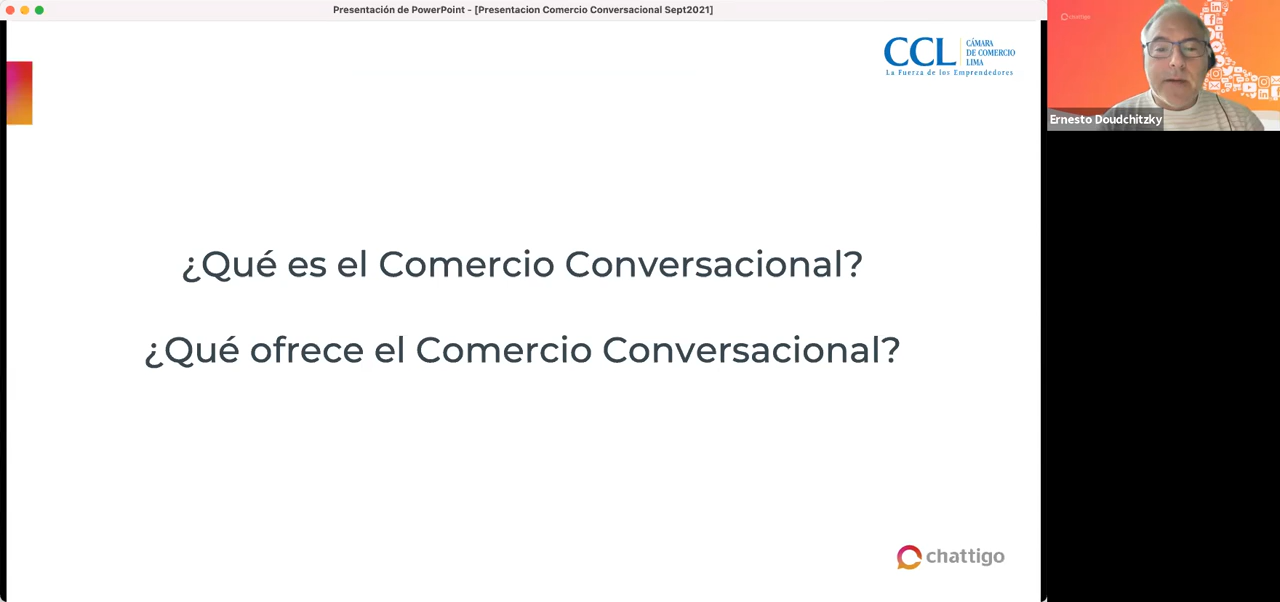 Presentación de PowerPoint - [Presentacion Comercio Conversacional Sept2021]
CCL
CÁMARA
DE COMERCIO
LIMA
La Fuerza de los Emprendedores
chattigo
Ernesto Doudchitzky
¿Qué es el Comercio Conversacional?
¿Qué ofrece el Comercio Conversacional?
chattigo